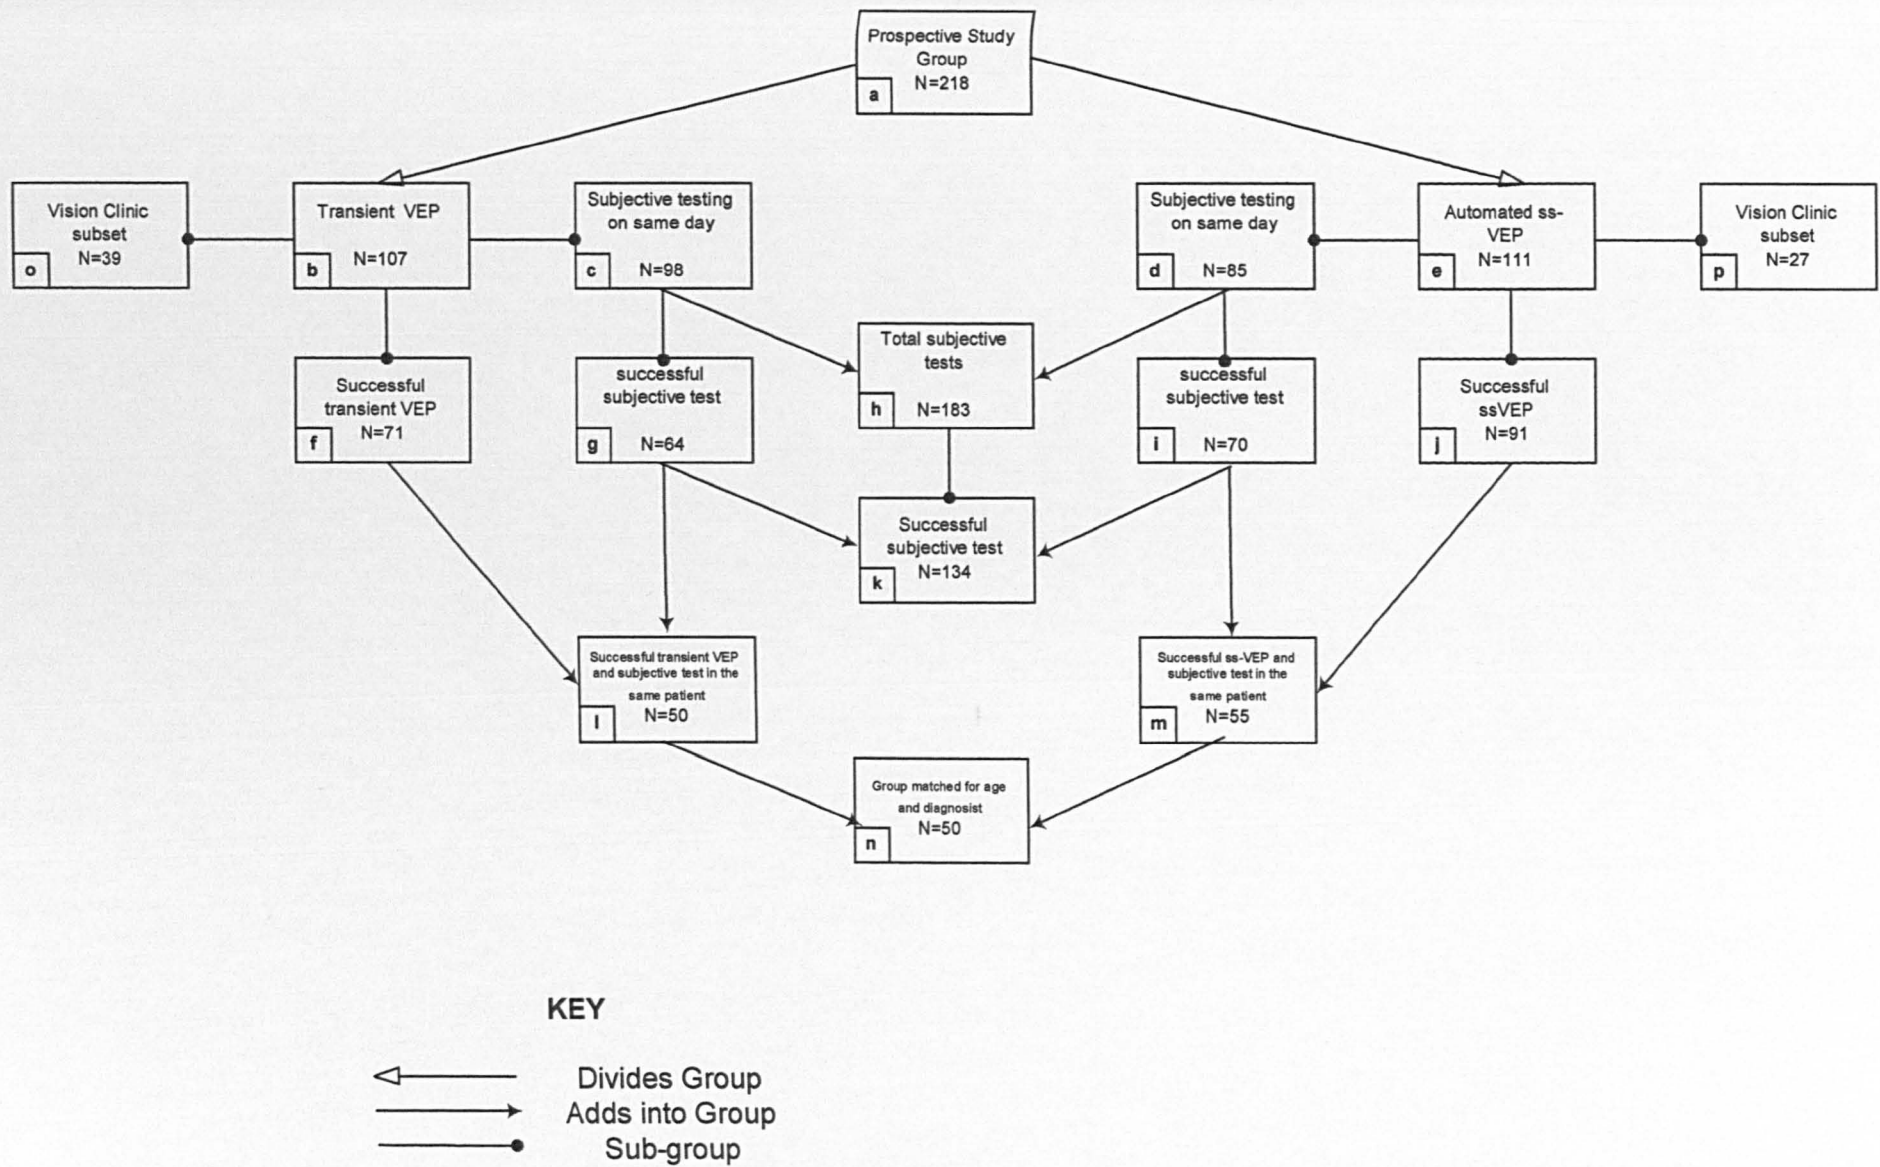 Prospective Study
Group
N=218
a
Vision Clinic
subset
N=39
o
Transient VEP
N=107
b
Subjective testing
on same day
N=98
c
Subjective testing
on same day
N=85
d
Automated ss-
VEP
N=111
e
Vision Clinic
subset
N=27
p
Successful
transient VEP
N=71
f
successful
subjective test
N=64
g
Total subjective
tests
N=183
h
successful
subjective test
N=70
i
Successful
ssVEP
N=91
j
Successful
subjective test
N=134
k
Successful transient VEP
and subjective test in the
same patient
N=50
l
Successful ss-VEP and
subjective test in the
same patient
N=55
m
Group matched for age
and diagnosist
N=50
n
KEY
Divides Group
Adds into Group
Sub-group